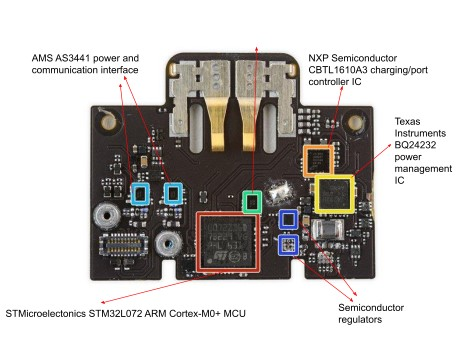 AMS AS3441 power and
communication interface
NXP Semiconductor
CBTL1610A3 charging/port
controller IC
Texas
Instruments
BQ24232
power
management
IC
Semiconductor
regulators
STMicroelectonics STM32L072 ARM Cortex-M0+ MCU